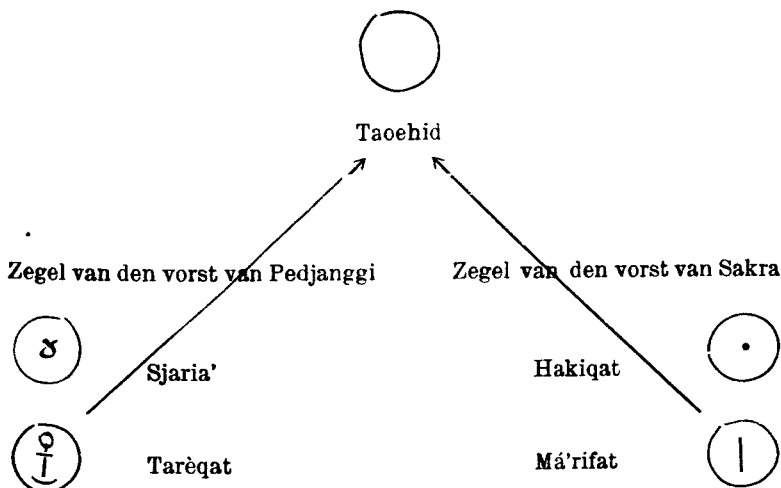 Taoehid
Zegel van den vorst van Pedjanggi
Zegel van den vorst van Sakra
Sjaria'
Hakiqat
Tarèqat
Má'rifat